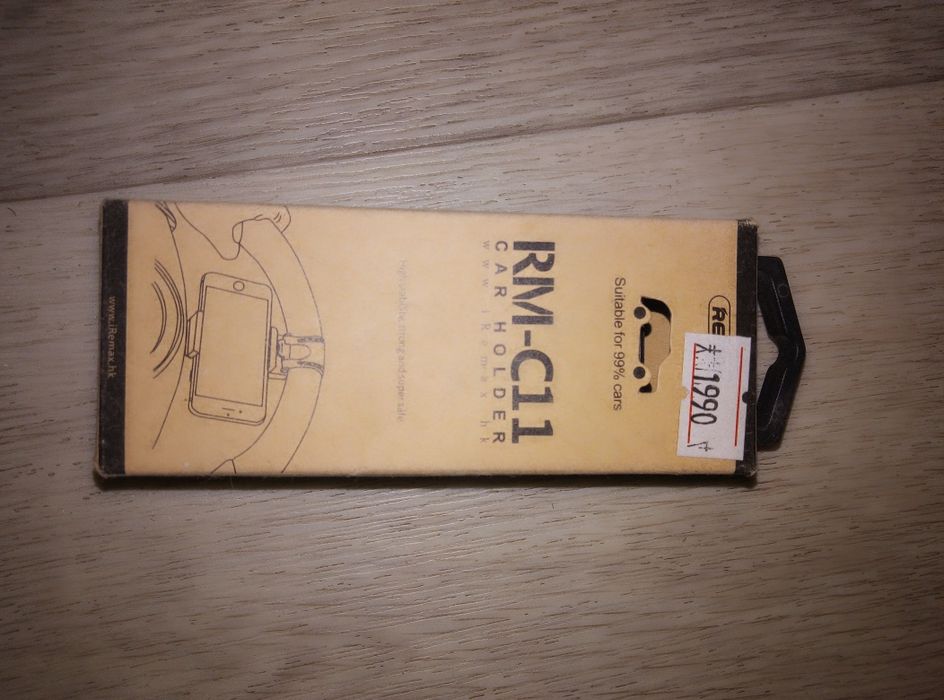 RE
1990
Suitable for 99% cars
RM-C11
CAR HOLDER
www.iRemax.hk
www.iRemax.hk